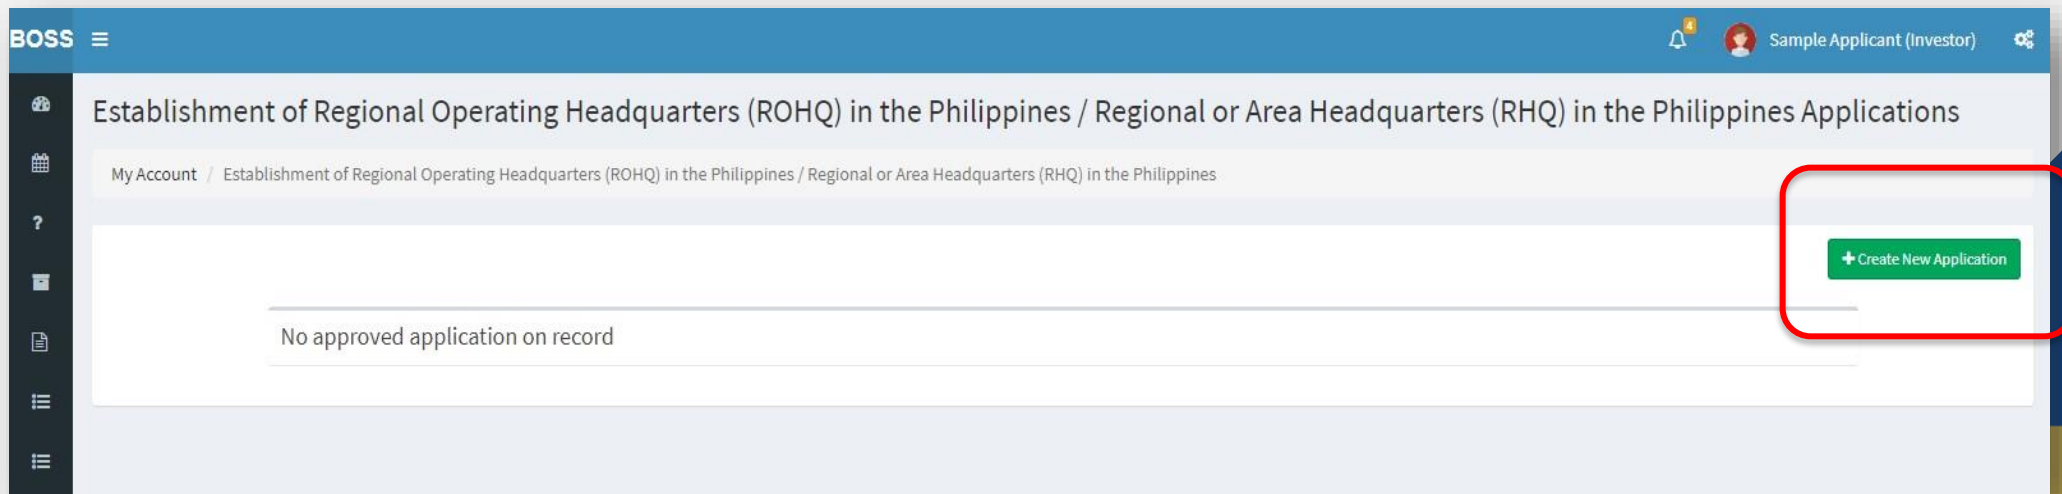 BOSS
4
Sample Applicant (Investor)
Establishment of Regional Operating Headquarters (ROHQ) in the Philippines / Regional or Area Headquarters (RHQ) in the Philippines Applications
My Account / Establishment of Regional Operating Headquarters (ROHQ) in the Philippines / Regional or Area Headquarters (RHQ) in the Philippines
?
+ Create New Application
No approved application on record